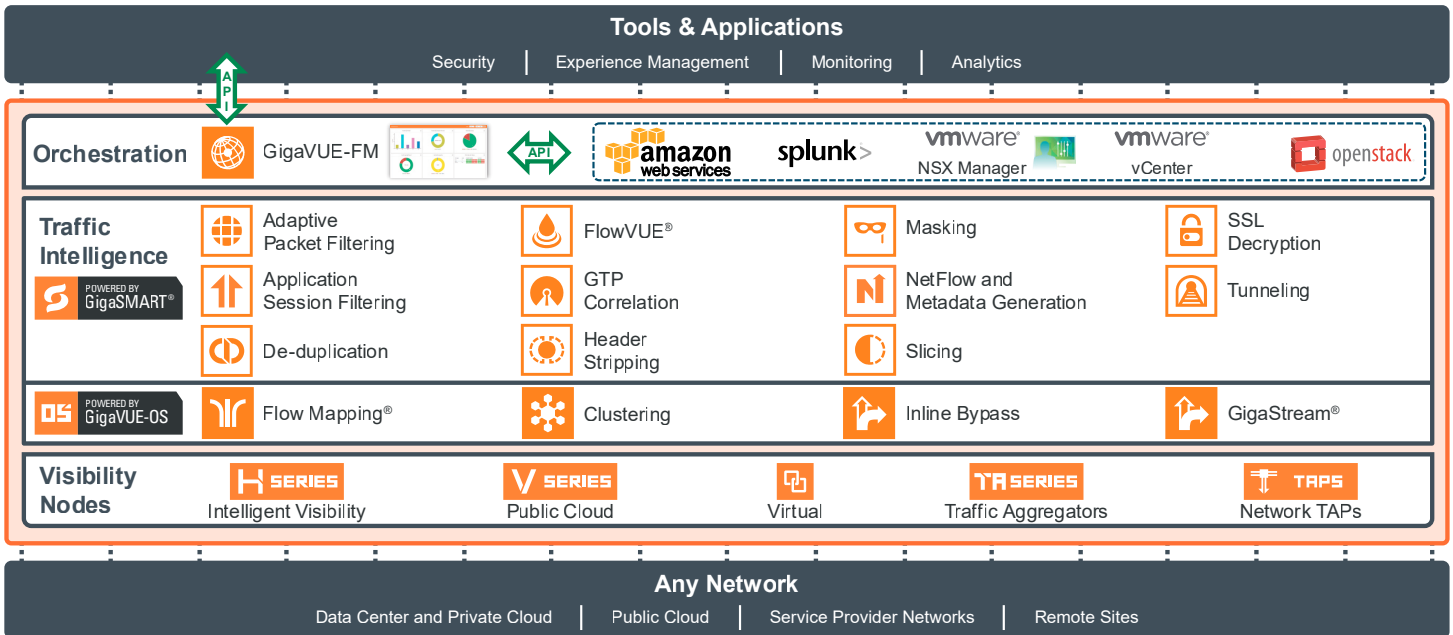 Tools & Applications
Security | Experience Management | Monitoring | Analytics
API
Orchestration
GigaVUE-FM
API
amazon
web services
splunk>
vmware®
NSX Manager
vmware®
vCenter
openstack
Traffic
Intelligence
POWERED BY
GigaSMART®
Adaptive
Packet Filtering
FlowVUE®
Masking
SSL
Decryption
Application
Session Filtering
GTP
Correlation
NetFlow and
Metadata Generation
Tunneling
De-duplication
Header
Stripping
Slicing
OS
POWERED BY
GigaVUE-OS
Flow Mapping®
Clustering
Inline Bypass
GigaStream®
Visibility
Nodes
H SERIES
Intelligent Visibility
V SERIES
Public Cloud
Virtual
TA SERIES
Traffic Aggregators
TAPS
Network TAPs
Any Network
Data Center and Private Cloud | Public Cloud | Service Provider Networks | Remote Sites